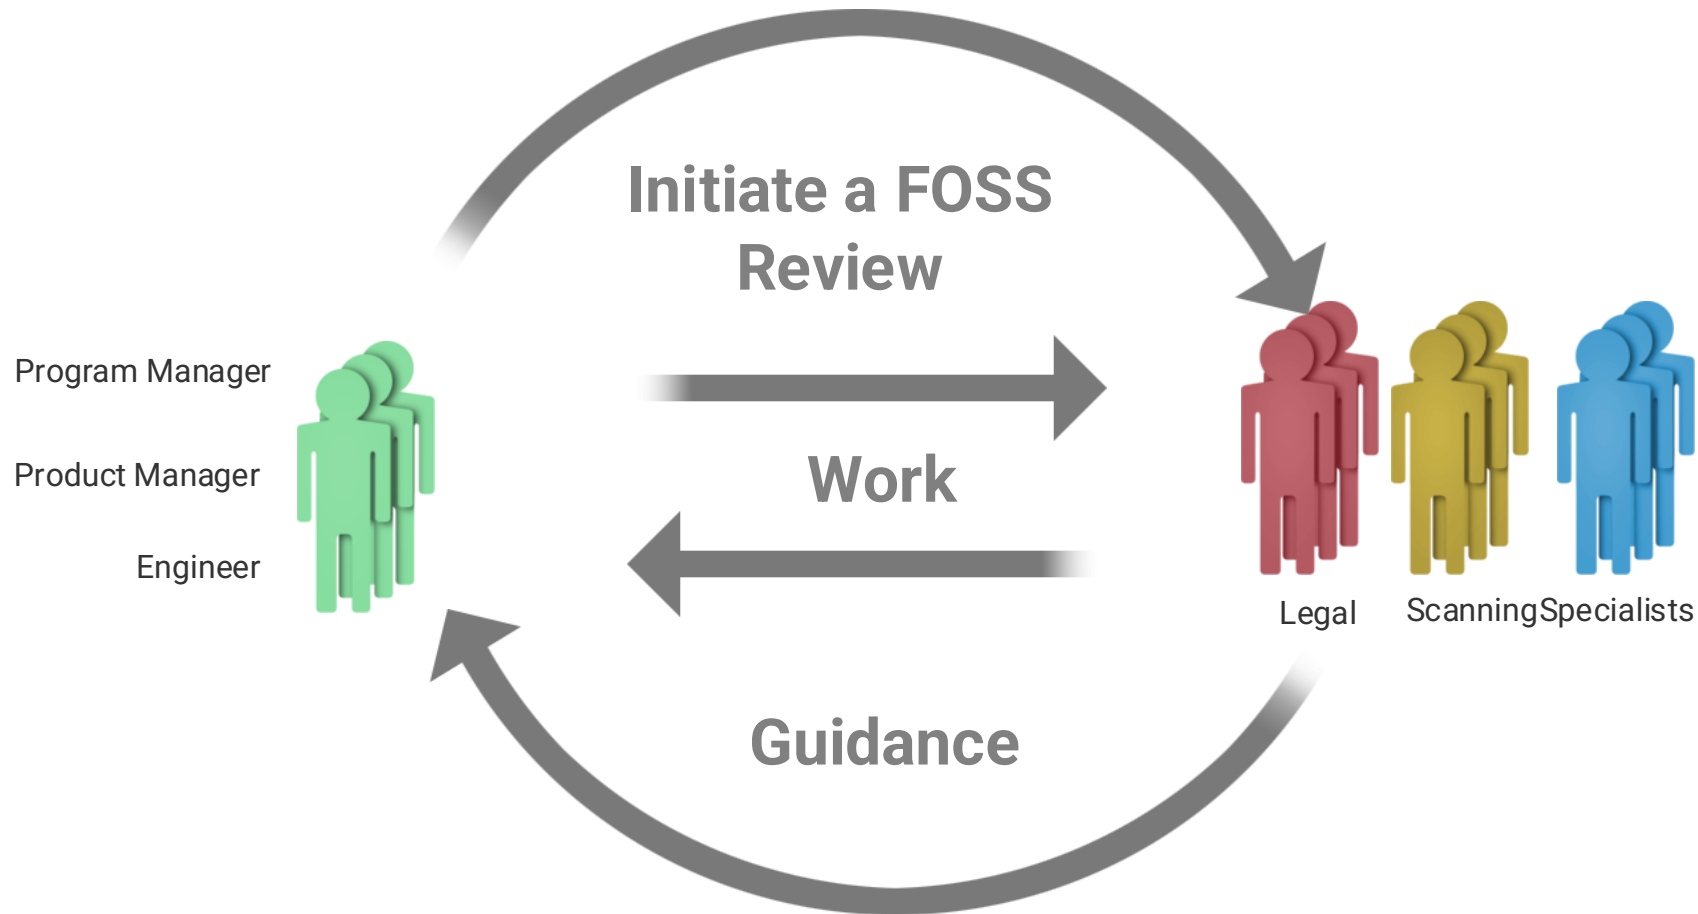 Initiate a FOSS
Review
Program Manager
Product Manager
Work
Engineer
Legal
Scanning
Specialists
Guidance